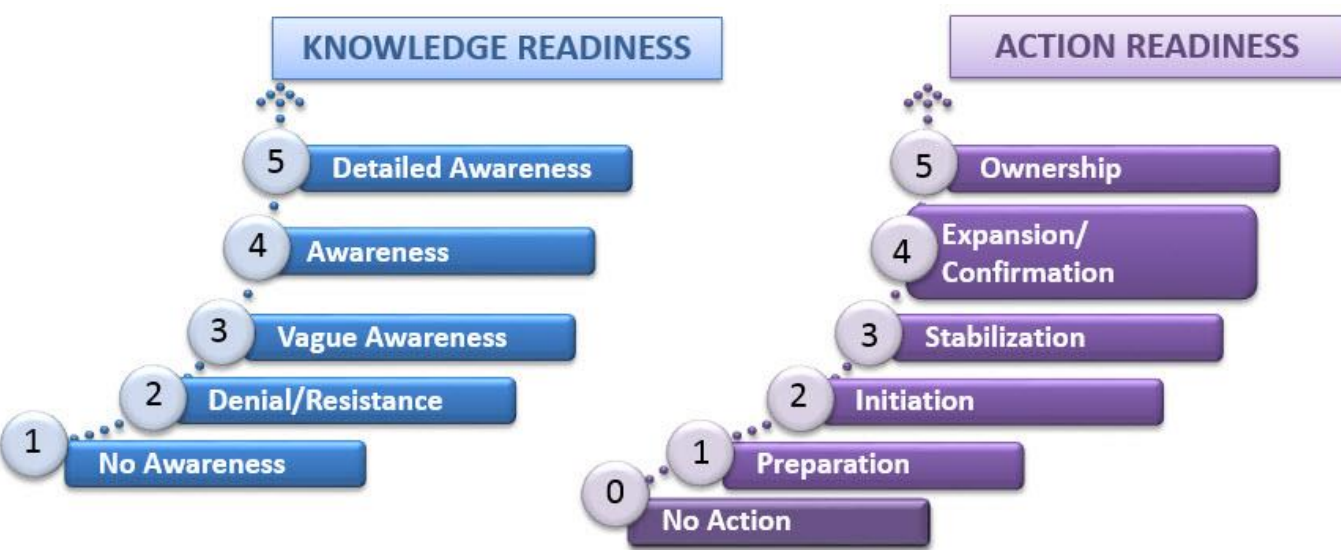 KNOWLEDGE READINESS
5
Detailed Awareness
4
Awareness
3
Vague Awareness
2
Denial/Resistance
1
No Awareness
ACTION READINESS
5
Ownership
4
Expansion/
Confirmation
3
Stabilization
2
Initiation
1
Preparation
0
No Action